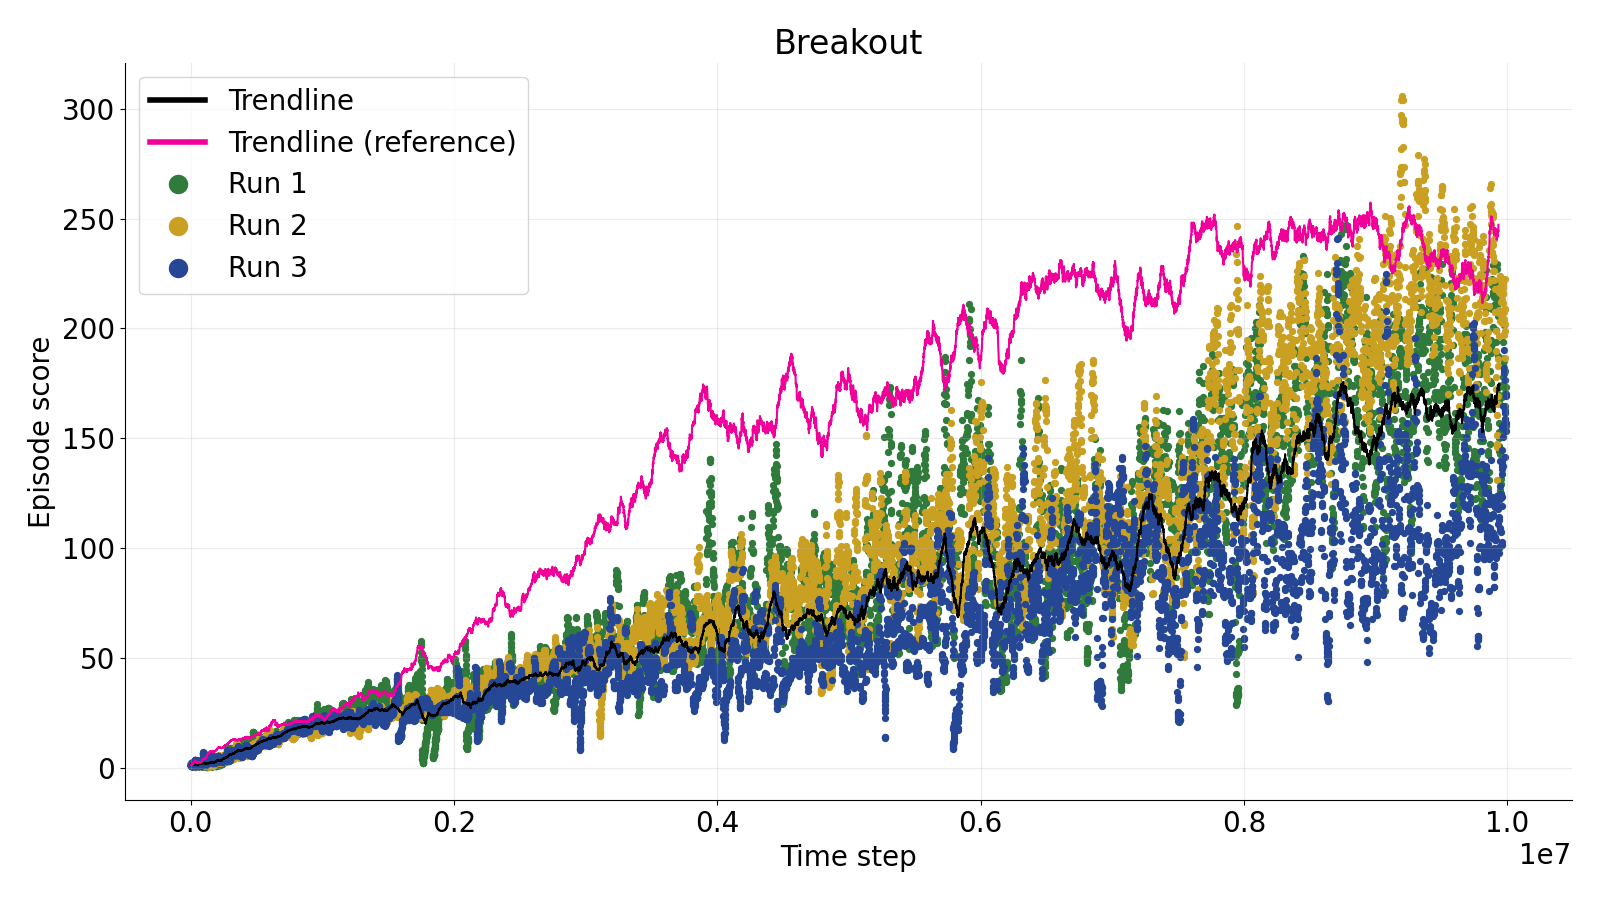 Breakout
Trendline
Trendline (reference)
Run 1
Run 2
Run 3
300
250
200
150
100
50
0
Episode score
0.0 0.2 0.4 0.6 0.8 1.0
Time step
1e7